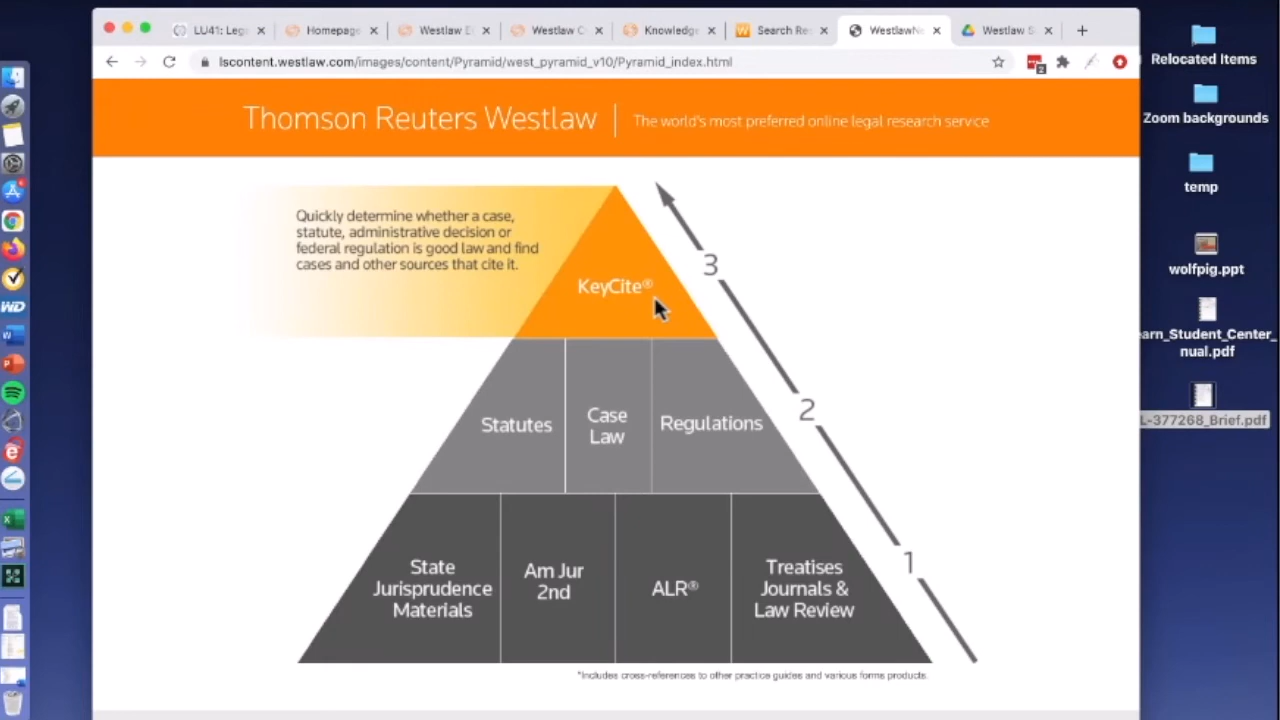 LU41: Leg
Homepage
Westlaw E
Westlaw C
Knowledge
Search Re
WestlawN
Westlaw S
lscontent.westlaw.com/images/content/Pyramid/west_pyramid_v10/Pyramid_index.html
2
Thomson Reuters Westlaw
The world's most preferred online legal research service
Quickly determine whether a case,
statute, administrative decision or
federal regulation is good law and find
cases and other sources that cite it.
KeyCite®
3
Statutes
Case
Law
Regulations
2
State
Jurisprudence
Materials
Am Jur
2nd
ALR®
Treatises
Journals &
Law Review
1
*Includes cross-references to other practice guides and various forms products.
Relocated Items
Zoom backgrounds
temp
wolfpig.ppt
earn_Student_Center_
nual.pdf
L-377268_Brief.pdf
WD